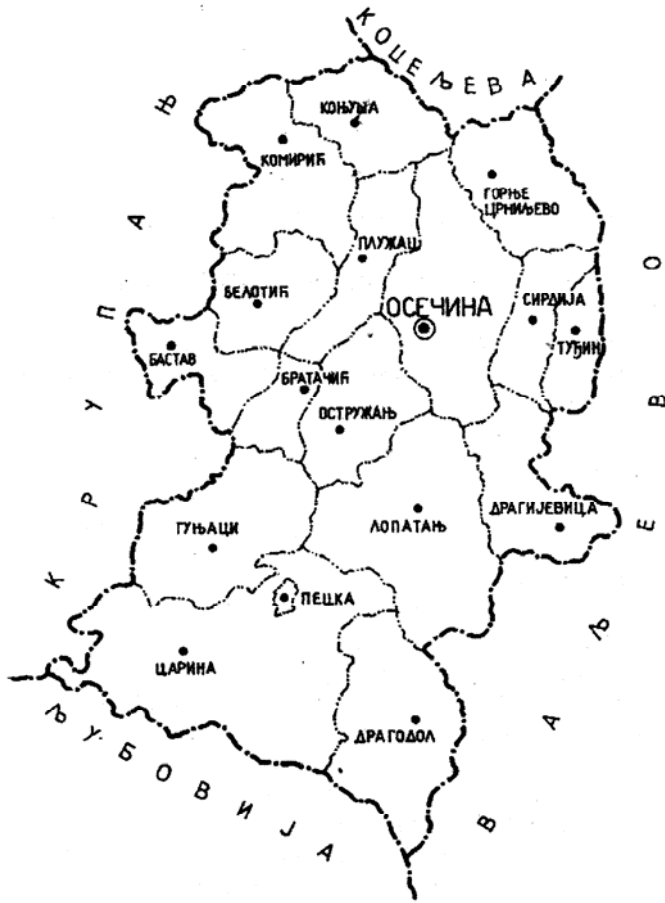 КОЦЕЉЕВА
КРУПАЊ
КОЊУША
КОМИРИЋ
ГОРЊЕ
ЦРНИЉЕВО
ПЛУЖАЦ
БЕЛОТИЋ
ОСЕЧИНА
СИРДИЈА
ТУЂИН
БАСТАВ
БРАТАЧИЋ
ОСТРУЖАЊ
ДРАГИЈЕВИЦА
ЛОПАТАЊ
ГУЊАЦИ
ПЕЦКА
ЦАРИНА
ДРАГОДОЛ
ЉУБОВИЈА
ВАЉЕВО